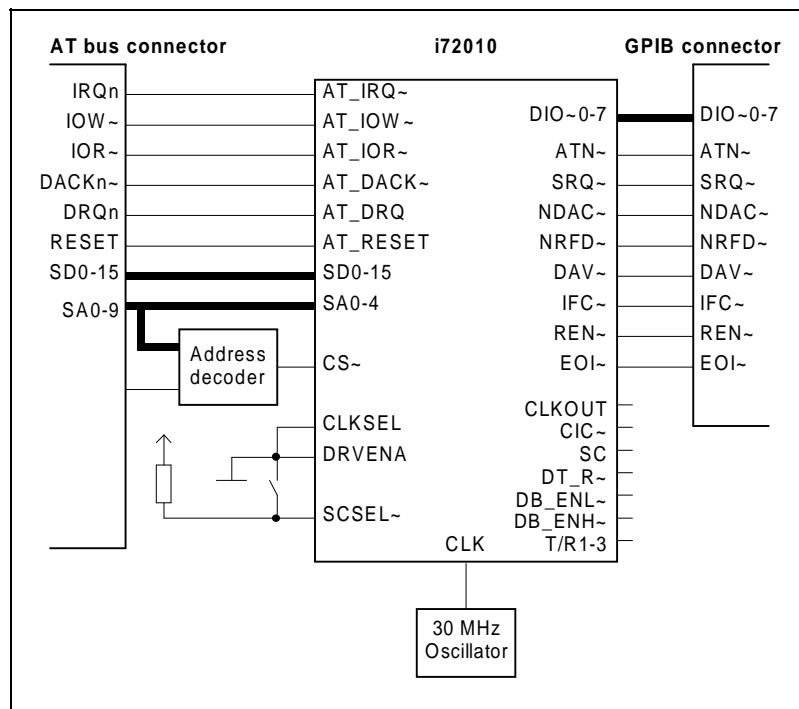 AT bus connector
i72010
GPIB connector
IRQn
IOW~
IOR~
DACKn~
DRQn
RESET
SD0-15
SA0-9
AT_IRQ~
AT_IOW~
AT_IOR~
AT_DACK~
AT_DRQ
AT_RESET
SD0-15
SA0-4
CS~
CLKSEL
DRVENA
SCSEL~
Address
decoder
DIO~0-7
ATN~
SRQ~
NDAC~
NRFD~
DAV~
IFC~
REN~
EOI~
CLKOUT
CIC~
SC
DT_R~
DB_ENL~
DB_ENH~
T/R1-3
CLK
DIO~0-7
ATN~
SRQ~
NDAC~
NRFD~
DAV~
IFC~
REN~
EOI~
30 MHz
Oscillator